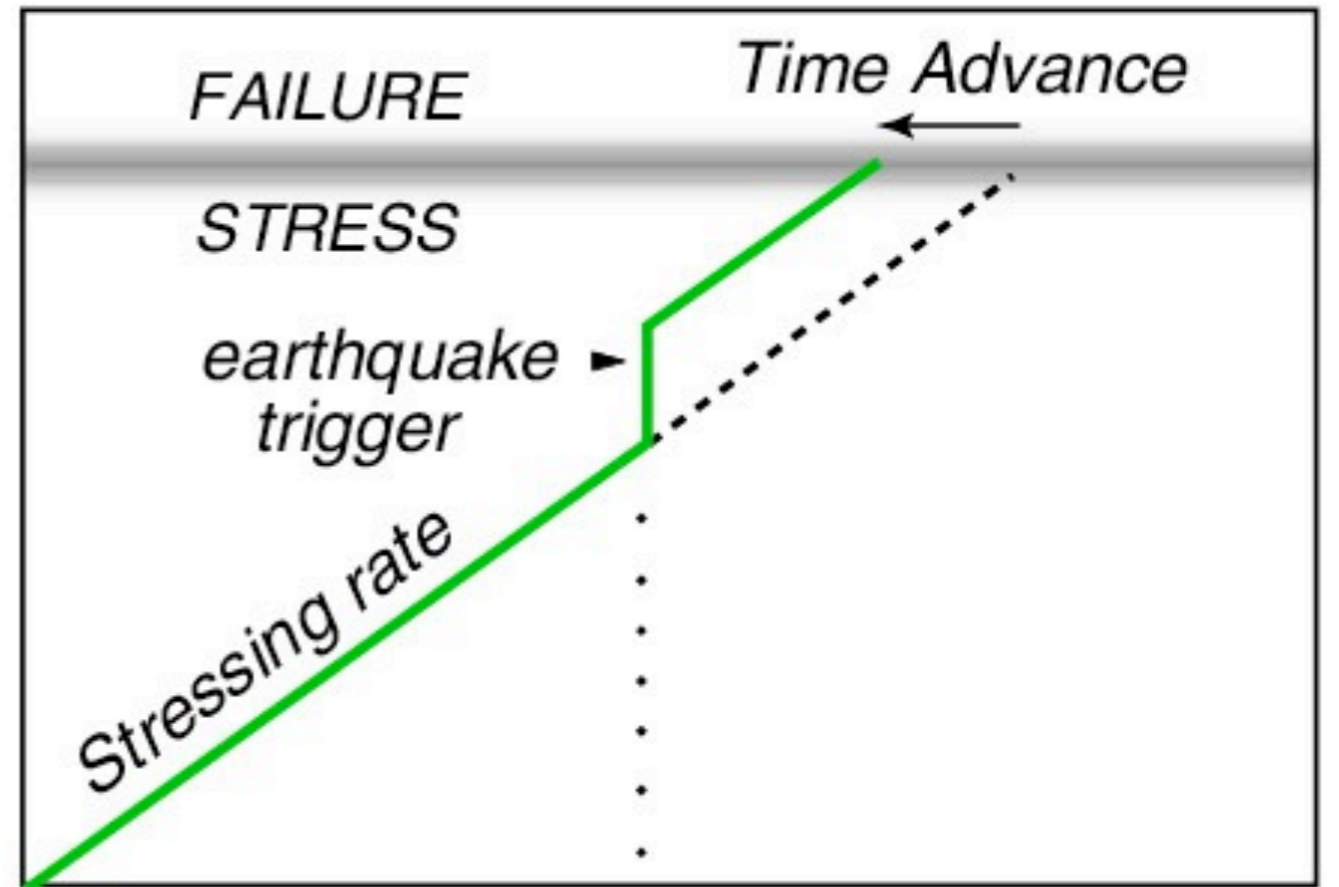 Time Advance
FAILURE
STRESS
earthquake
trigger
Stressing rate